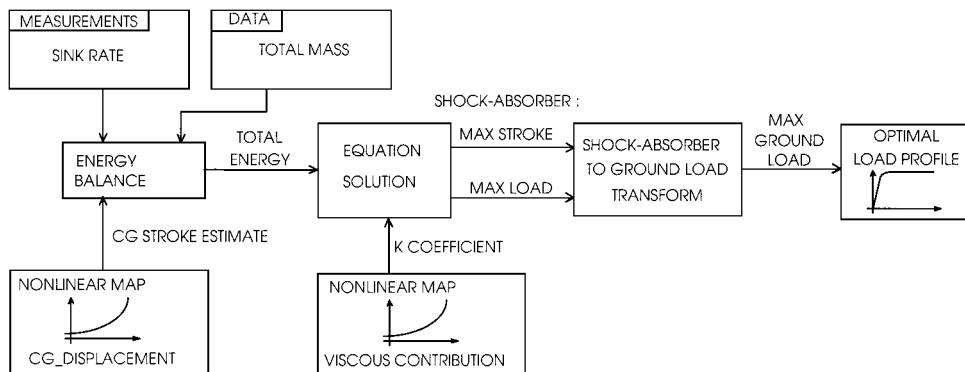 MEASUREMENTS
SINK RATE
DATA
TOTAL MASS
SHOCK-ABSORBER :
ENERGY
BALANCE
TOTAL
ENERGY
EQUATION
SOLUTION
MAX STROKE
MAX LOAD
SHOCK-ABSORBER
TO GROUND LOAD
TRANSFORM
MAX
GROUND
LOAD
OPTIMAL
LOAD PROFILE
CG STROKE ESTIMATE
K COEFFICIENT
NONLINEAR MAP
CG_DISPLACEMENT
NONLINEAR MAP
VISCOUS CONTRIBUTION